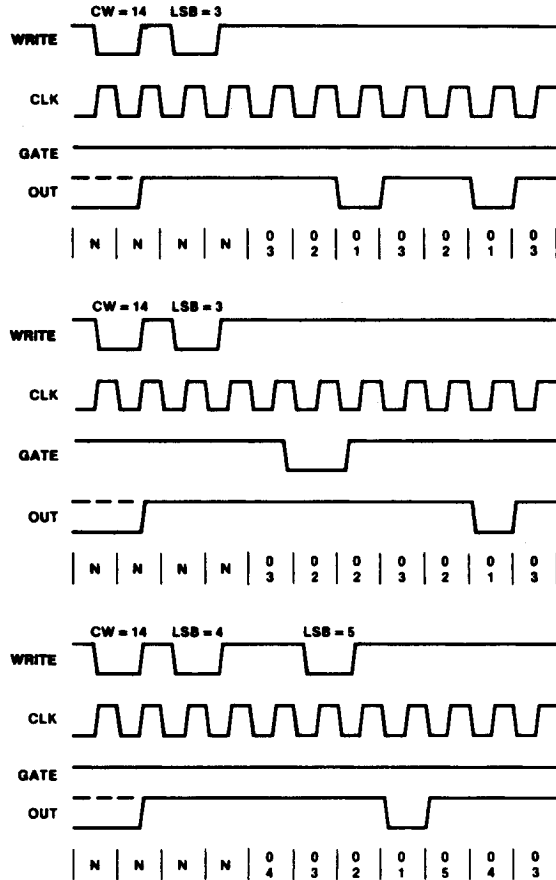 CW = 14 LSB = 3
WRITE
CLK
GATE
OUT
N N N N 0 0 0 0 0 0 0
3 2 1 3 2 1 3
CW = 14 LSB = 3
WRITE
CLK
GATE
OUT
N N N N 0 0 0 0 0 0 0
3 2 2 3 2 1 3
CW = 14 LSB = 4 LSB = 5
WRITE
CLK
GATE
OUT
N N N N 0 0 0 0 0 0 0
4 3 2 1 5 4 3